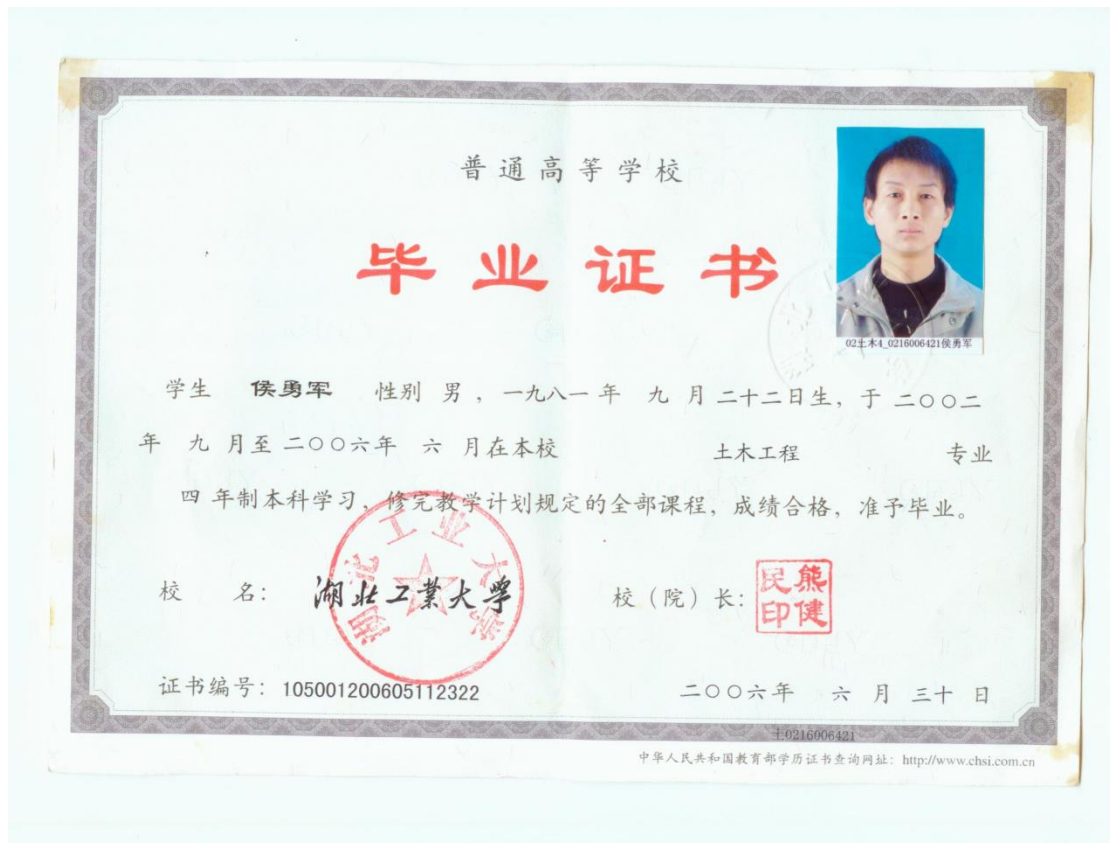 普通高等学校
毕业证书
02土木4_0216006421侯勇军
学生 侯勇军 性别 男 ，一九八一 年 九 月 二十二日生，于 二〇〇二
年 九 月至 二〇〇六年 六 月在本校 土木工程 专业
四 年制本科学习，修完教学计划规定的全部课程，成绩合格，准予毕业。
湖北工业大学
校 名： 湖北工業大學 校（院）长： 熊健民印
证书编号： 105001200605112322 二〇〇六年 六 月 三十 日
土0216006421
中华人民共和国教育部学历证书查询网址：http://www.chsi.com.cn